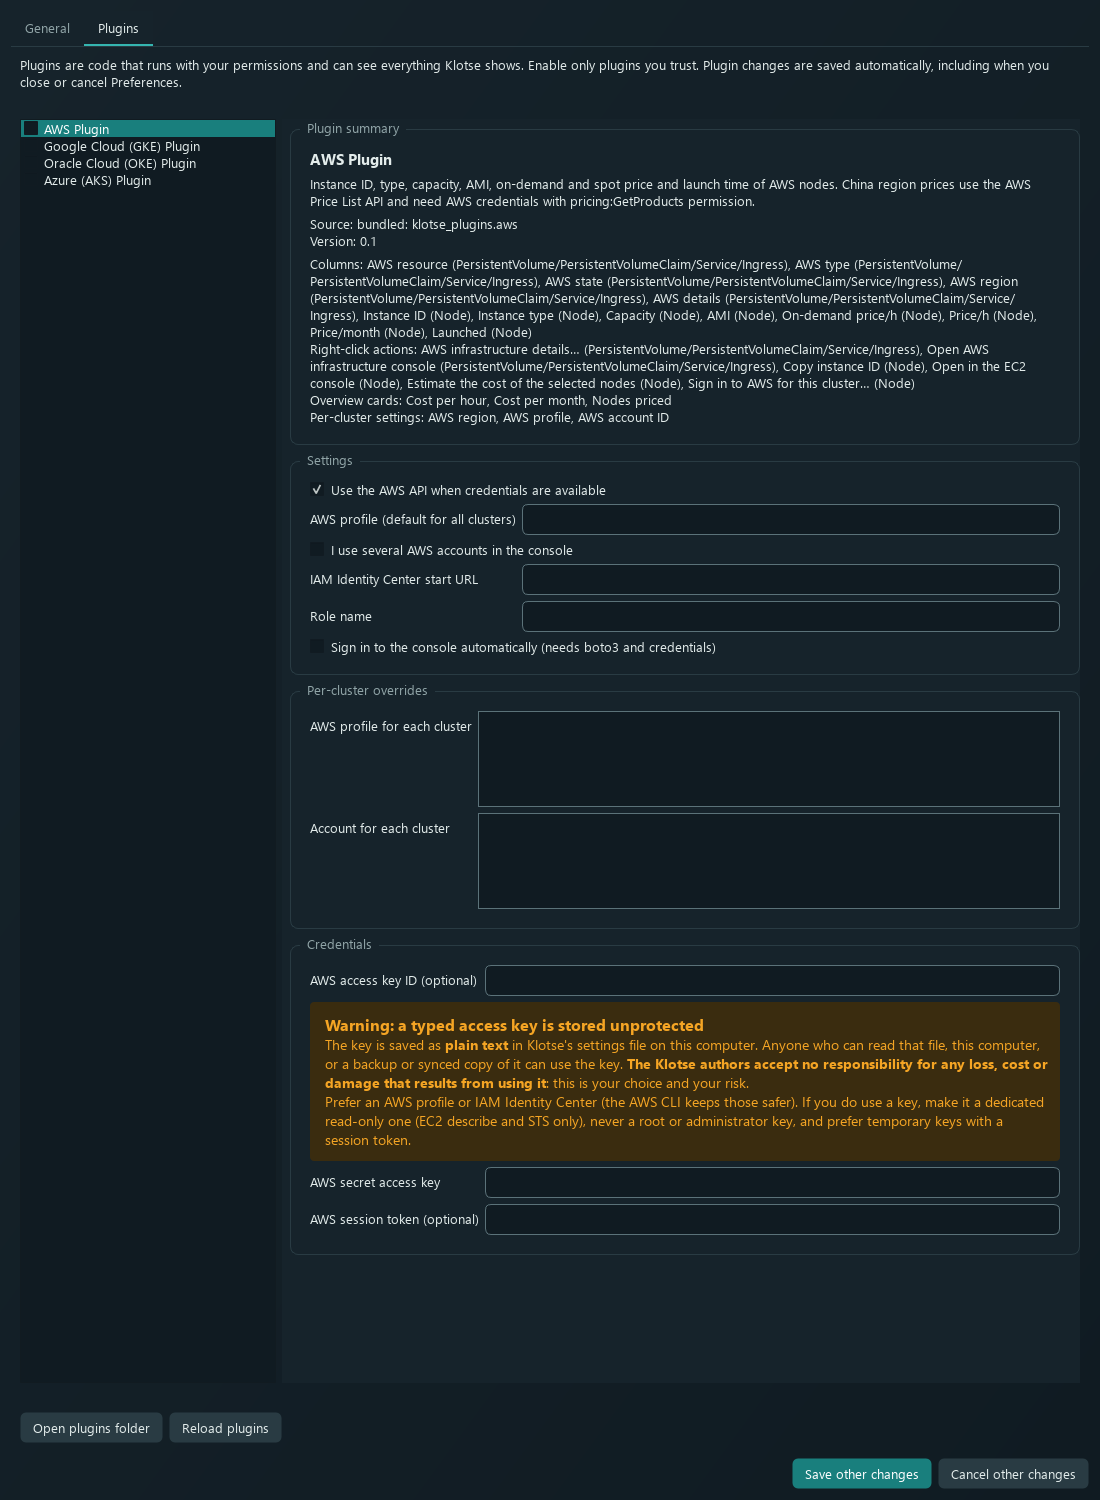 General
Plugins
Plugins are code that runs with your permissions and can see everything Klotse shows. Enable only plugins you trust. Plugin changes are saved automatically, including when you
close or cancel Preferences.
AWS Plugin
Google Cloud (GKE) Plugin
Oracle Cloud (OKE) Plugin
Azure (AKS) Plugin
Plugin summary
AWS Plugin
Instance ID, type, capacity, AMI, on-demand and spot price and launch time of AWS nodes. China region prices use the AWS
Price List API and need AWS credentials with pricing:GetProducts permission.
Source: bundled: klotse_plugins.aws
Version: 0.1
Columns: AWS resource (PersistentVolume/PersistentVolumeClaim/Service/Ingress), AWS type (PersistentVolume/
PersistentVolumeClaim/Service/Ingress), AWS state (PersistentVolume/PersistentVolumeClaim/Service/Ingress), AWS region
(PersistentVolume/PersistentVolumeClaim/Service/Ingress), AWS details (PersistentVolume/PersistentVolumeClaim/Service/
Ingress), Instance ID (Node), Instance type (Node), Capacity (Node), AMI (Node), On-demand price/h (Node), Price/h (Node),
Price/month (Node), Launched (Node)
Right-click actions: AWS infrastructure details... (PersistentVolume/PersistentVolumeClaim/Service/Ingress), Open AWS
infrastructure console (PersistentVolume/PersistentVolumeClaim/Service/Ingress), Copy instance ID (Node), Open in the EC2
console (Node), Estimate the cost of the selected nodes (Node), Sign in to AWS for this cluster... (Node)
Overview cards: Cost per hour, Cost per month, Nodes priced
Per-cluster settings: AWS region, AWS profile, AWS account ID
Settings
Use the AWS API when credentials are available
AWS profile (default for all clusters)
I use several AWS accounts in the console
IAM Identity Center start URL
Role name
Sign in to the console automatically (needs boto3 and credentials)
Per-cluster overrides
AWS profile for each cluster
Account for each cluster
Credentials
AWS access key ID (optional)
Warning: a typed access key is stored unprotected
The key is saved as plain text in Klotse's settings file on this computer. Anyone who can read that file, this computer,
or a backup or synced copy of it can use the key. The Klotse authors accept no responsibility for any loss, cost or
damage that results from using it: this is your choice and your risk.
Prefer an AWS profile or IAM Identity Center (the AWS CLI keeps those safer). If you do use a key, make it a dedicated
read-only one (EC2 describe and STS only), never a root or administrator key, and prefer temporary keys with a
session token.
AWS secret access key
AWS session token (optional)
Open plugins folder
Reload plugins
Save other changes
Cancel other changes